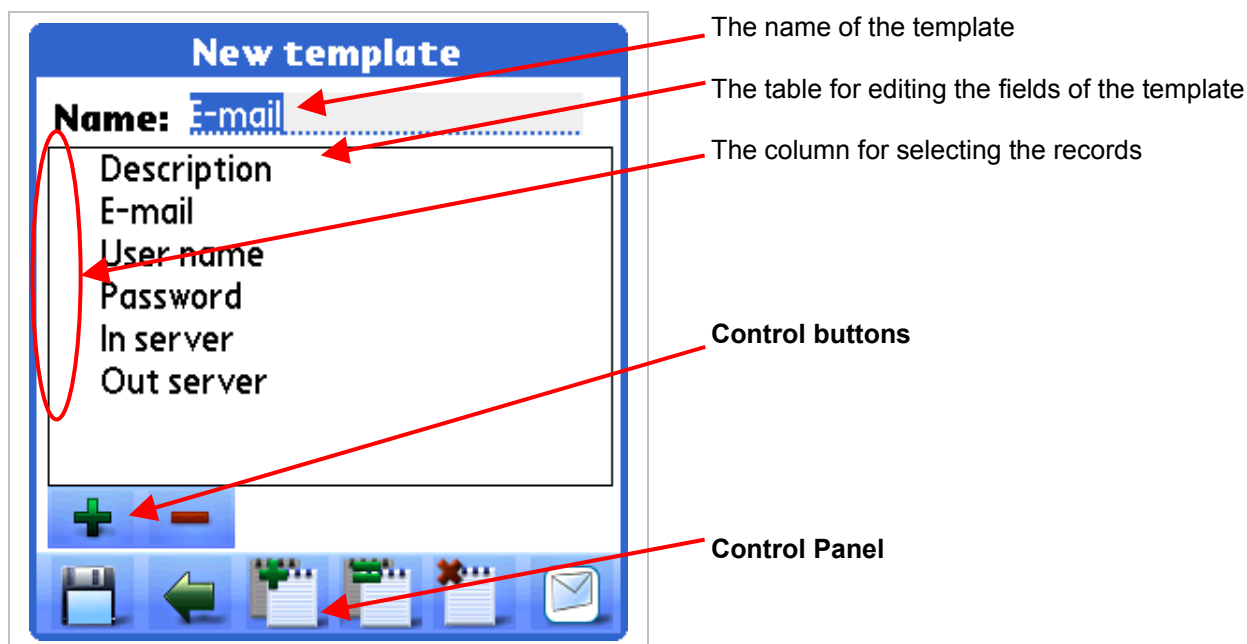 New template
Name: E-mail
Description
E-mail
User name
Password
In server
Out server
The name of the template
The table for editing the fields of the template
The column for selecting the records
Control buttons
Control Panel